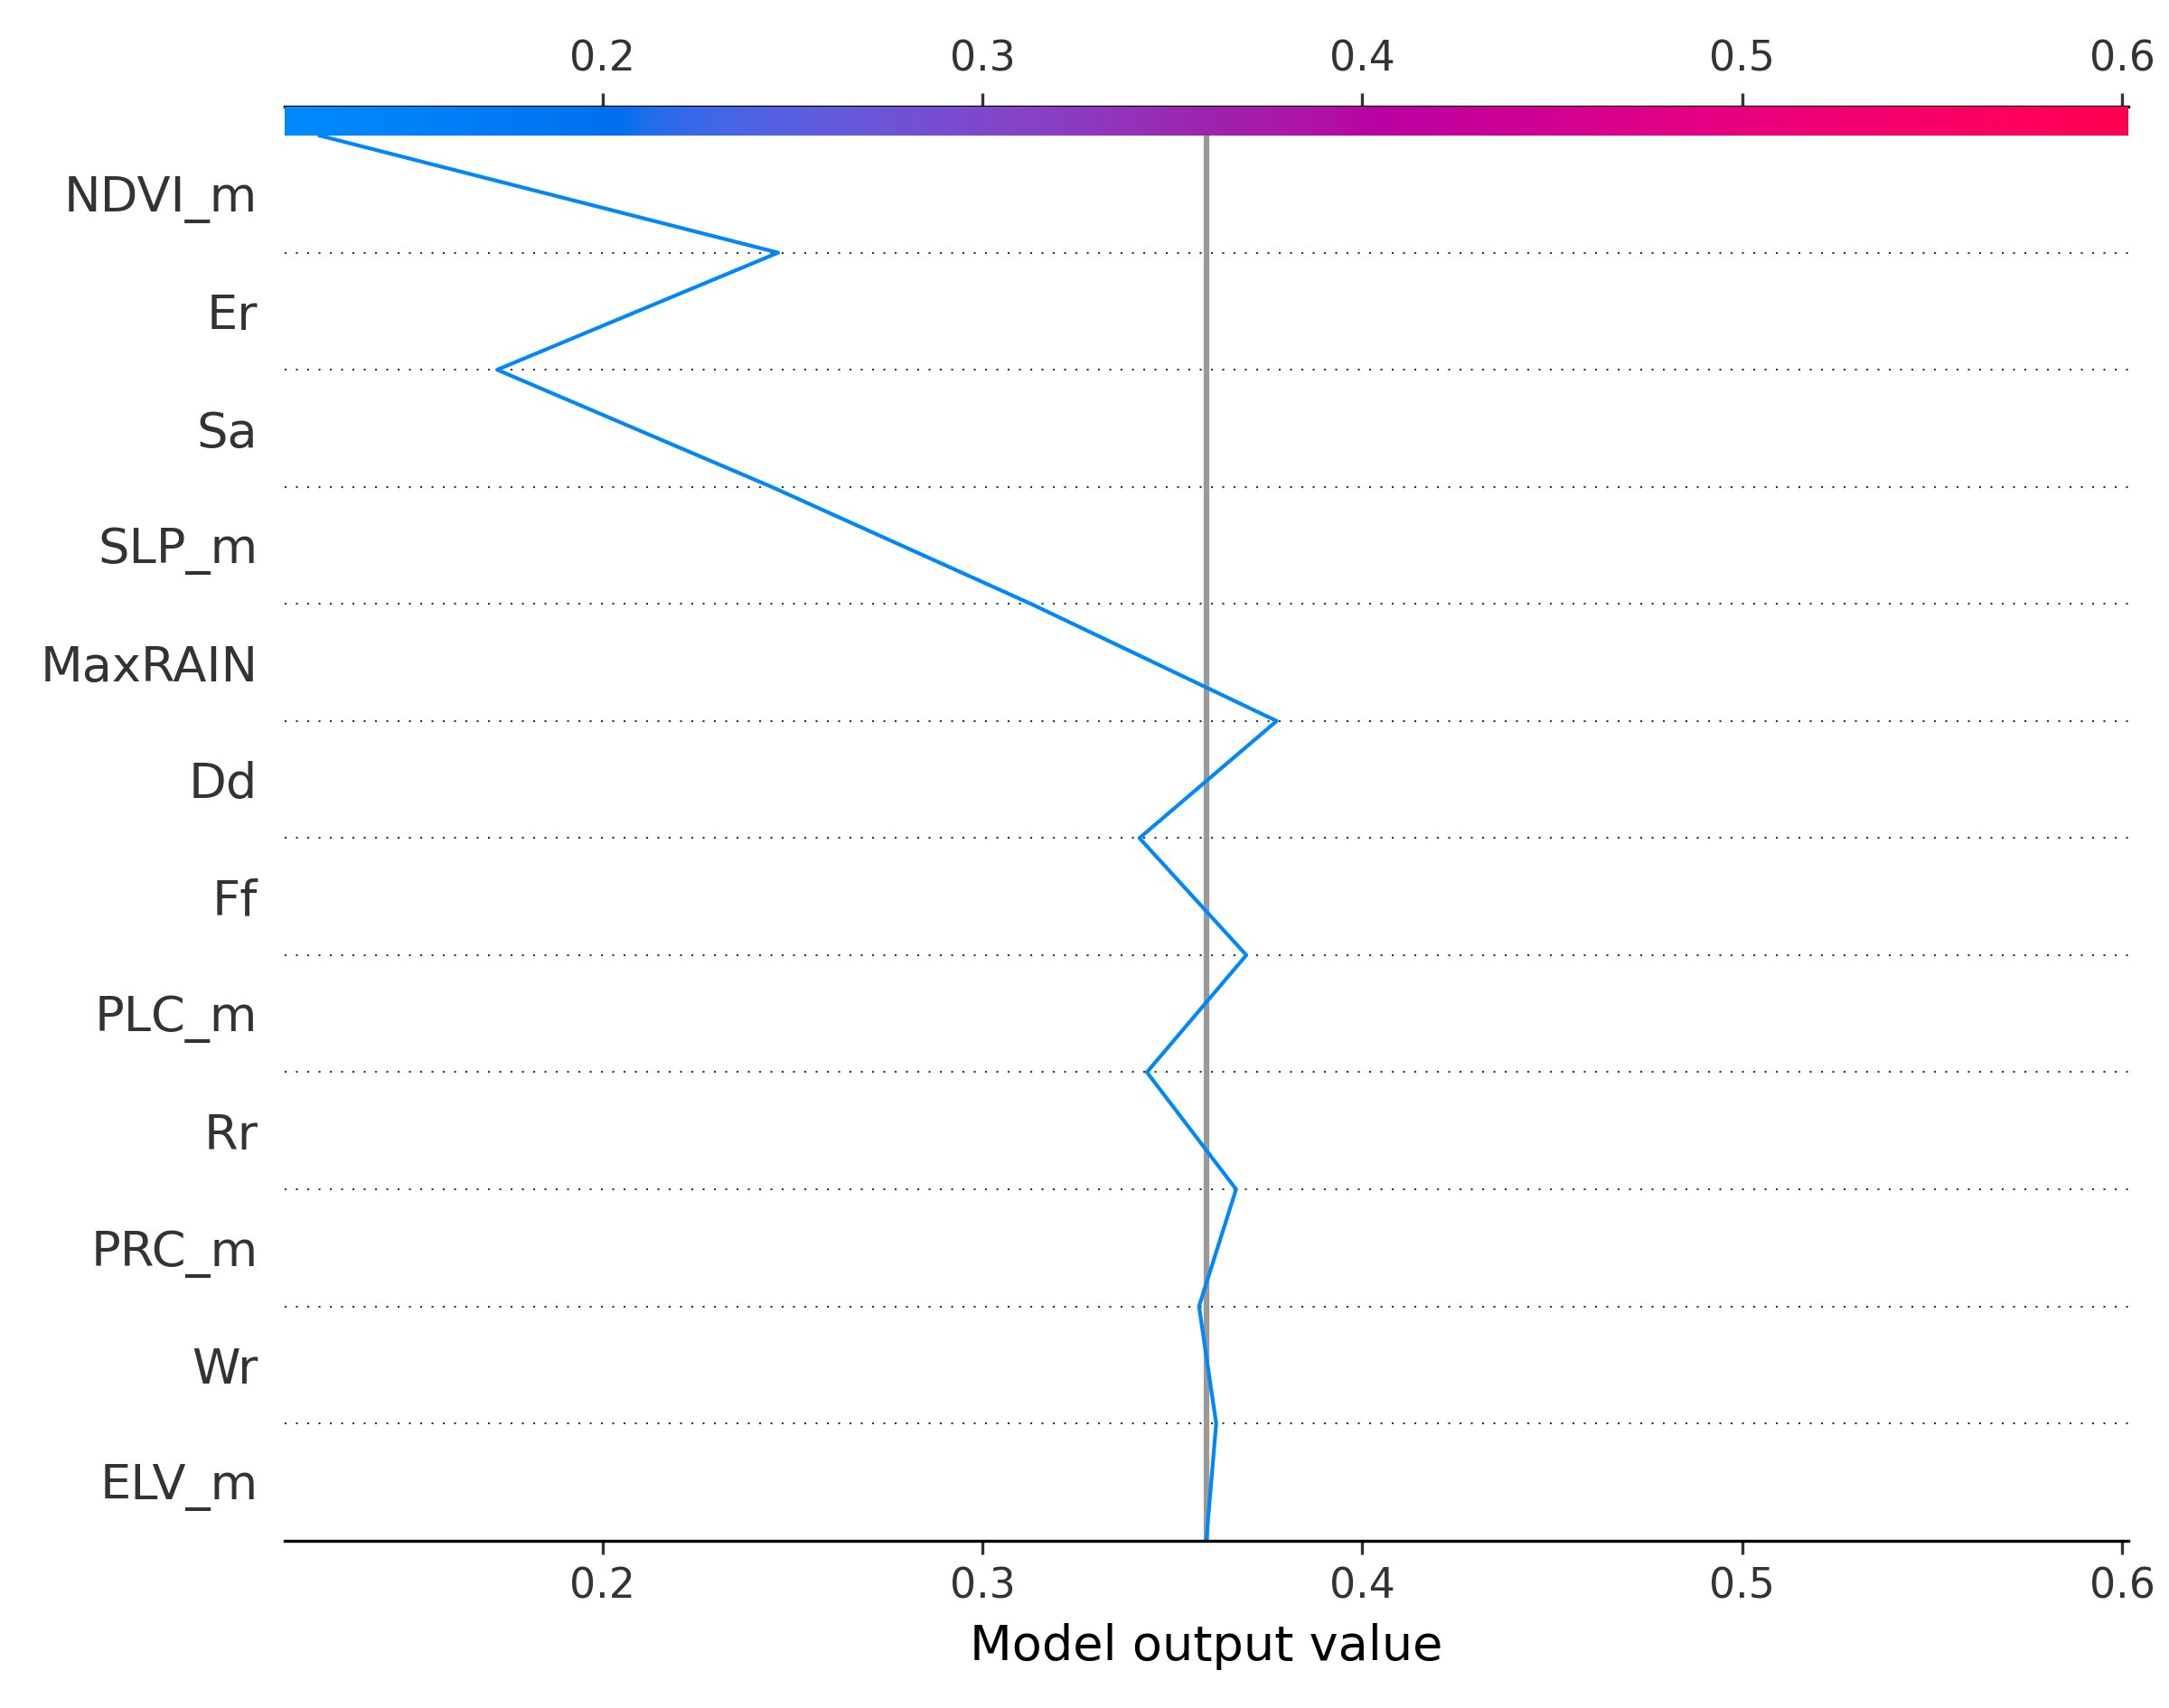 0.2 0.3 0.4 0.5 0.6
NDVI_m
Er
Sa
SLP_m
MaxRAIN
Dd
Ff
PLC_m
Rr
PRC_m
Wr
ELV_m
0.2 0.3 0.4 0.5 0.6
Model output value